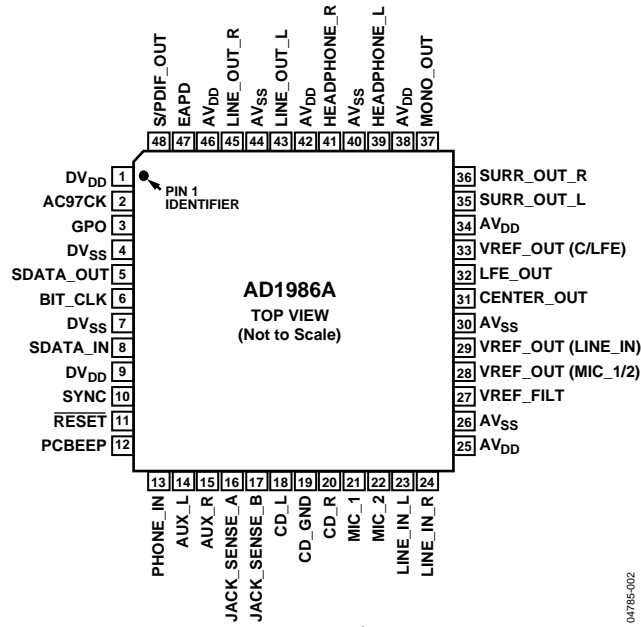 S/PDIF_OUT
EAPD
AVDD
LINE_OUT_R
AVSS
LINE_OUT_L
AVDD
HEADPHONE_R
AVSS
HEADPHONE_L
AVDD
MONO_OUT
48 47 46 45 44 43 42 41 40 39 38 37
DVDD 1
AC97CK 2
GPO 3
DVSS 4
SDATA_OUT 5
BIT_CLK 6
DVSS 7
SDATA_IN 8
DVDD 9
SYNC 10
RESET 11
PCBEEP 12
PIN 1
IDENTIFIER
AD1986A
TOP VIEW
(Not to Scale)
36 SURR_OUT_R
35 SURR_OUT_L
34 AVDD
33 VREF_OUT (C/LFE)
32 LFE_OUT
31 CENTER_OUT
30 AVSS
29 VREF_OUT (LINE_IN)
28 VREF_OUT (MIC_1/2)
27 VREF_FILT
26 AVSS
25 AVDD
13 14 15 16 17 18 19 20 21 22 23 24
PHONE_IN
AUX_L
AUX_R
JACK_SENSE_A
JACK_SENSE_B
CD_L
CD_GND
CD_R
MIC_1
MIC_2
LINE_IN_L
LINE_IN_R
04785-002